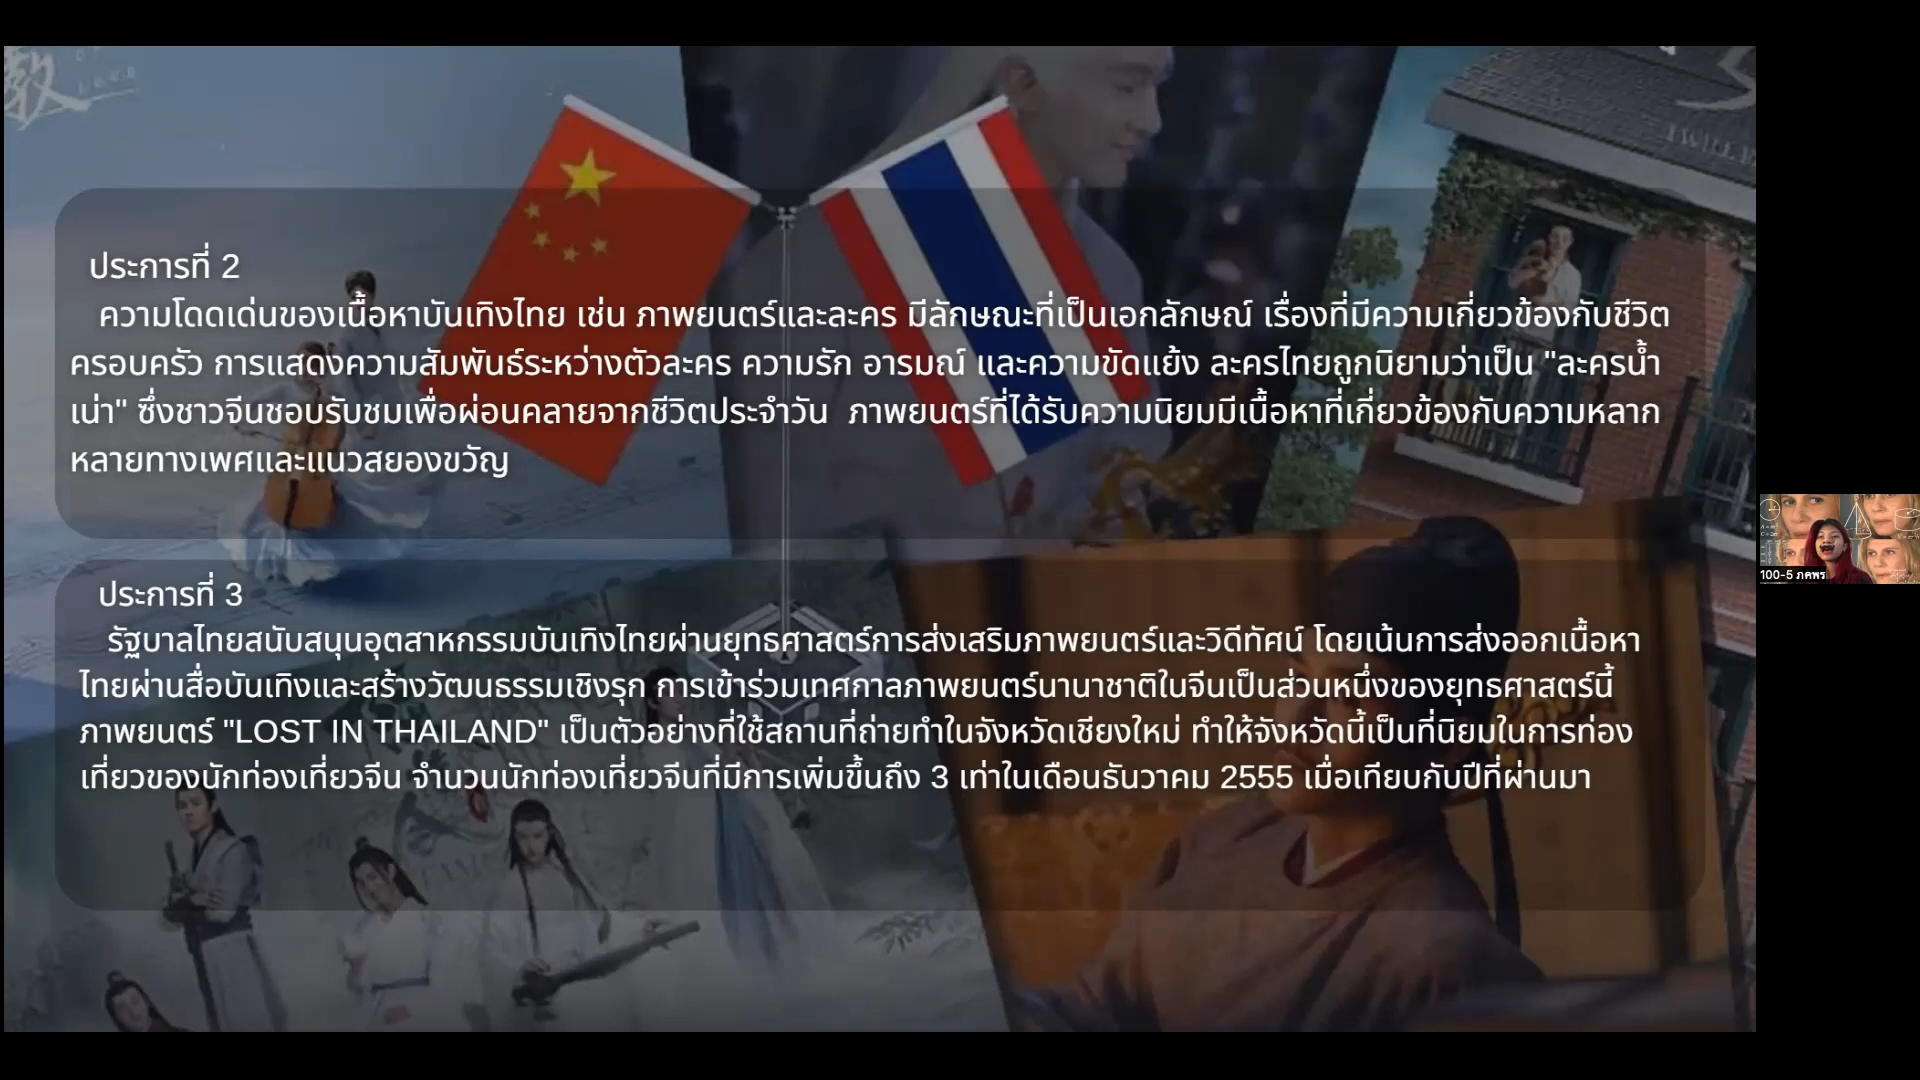 教
ประการที่ 2
ความโดดเด่นของเนื้อหาบันเทิงไทย เช่น ภาพยนตร์และละคร มีลักษณะที่เป็นเอกลักษณ์ เรื่องที่มีความเกี่ยวข้องกับชีวิต
ครอบครัว การแสดงความสัมพันธ์ระหว่างตัวละคร ความรัก อารมณ์ และความขัดแย้ง ละครไทยถูกนิยามว่าเป็น "ละครน้ำ
เน่า" ซึ่งชาวจีนชอบรับชมเพื่อผ่อนคลายจากชีวิตประจำวัน ภาพยนตร์ที่ได้รับความนิยมมีเนื้อหาที่เกี่ยวข้องกับความหลาก
หลายทางเพศและแนวสยองขวัญ
ประการที่ 3
รัฐบาลไทยสนับสนุนอุตสาหกรรมบันเทิงไทยผ่านยุทธศาสตร์การส่งเสริมภาพยนตร์และวิดีทัศน์ โดยเน้นการส่งออกเนื้อหา
ไทยผ่านสื่อบันเทิงและสร้างวัฒนธรรมเชิงรุก การเข้าร่วมเทศกาลภาพยนตร์นานาชาติในจีนเป็นส่วนหนึ่งของยุทธศาสตร์นี้
ภาพยนตร์ "LOST IN THAILAND" เป็นตัวอย่างที่ใช้สถานที่ถ่ายทำในจังหวัดเชียงใหม่ ทำให้จังหวัดนี้เป็นที่นิยมในการท่อง
เที่ยวของนักท่องเที่ยวจีน จำนวนนักท่องเที่ยวจีนที่มีการเพิ่มขึ้นถึง 3 เท่าในเดือนธันวาคม 2555 เมื่อเทียบกับปีที่ผ่านมา
100-5 ภคพร